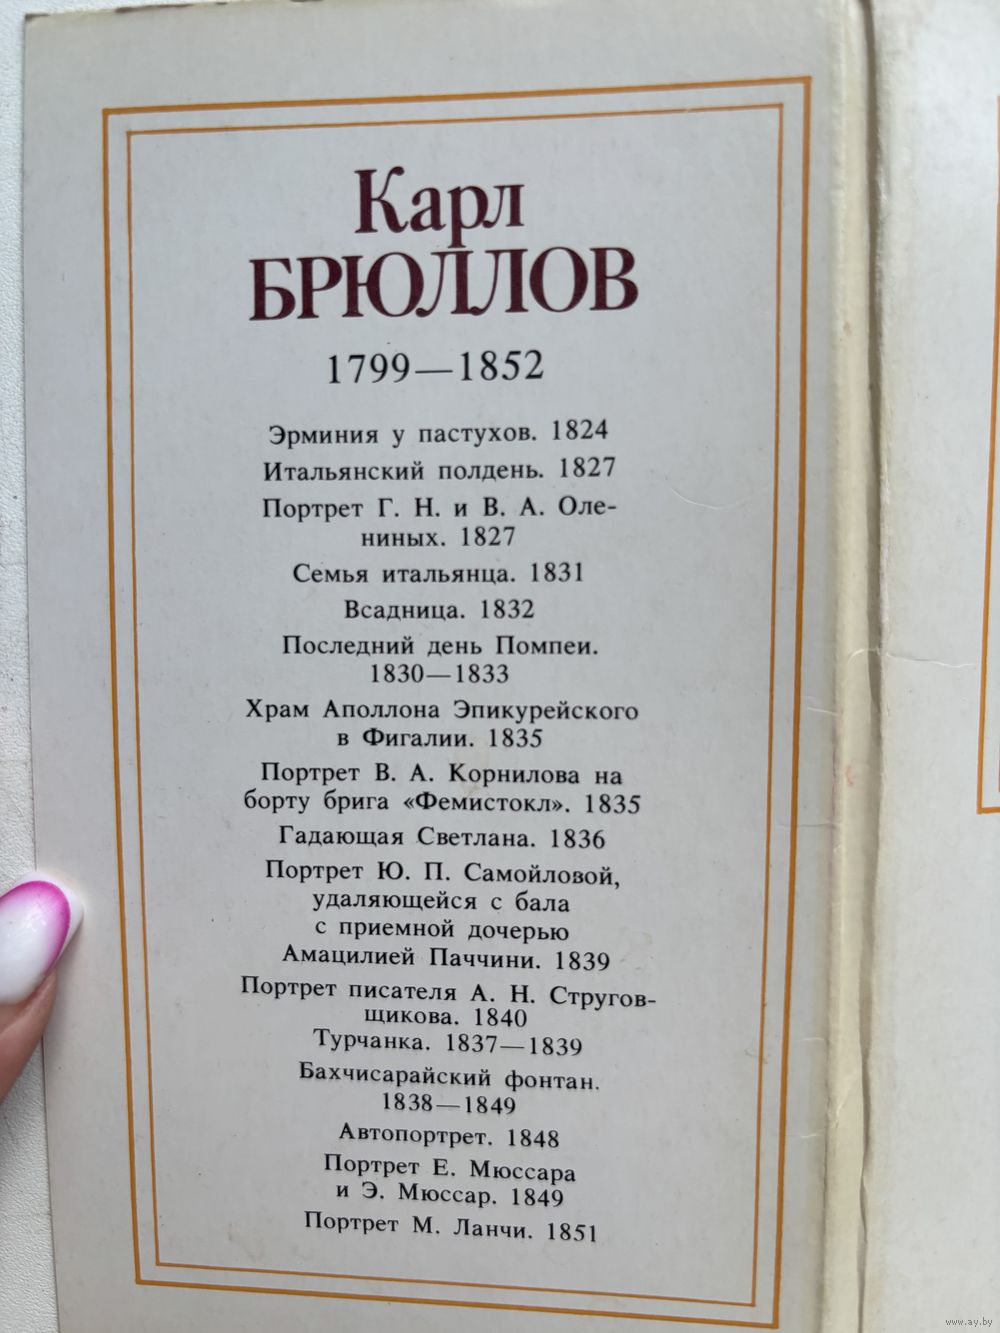 Карл
БРЮЛЛОВ
1799—1852
Эрминия у пастухов. 1824
Итальянский полдень. 1827
Портрет Г. Н. и В. А. Оле-
ниных. 1827
Семья итальянца. 1831
Всадница. 1832
Последний день Помпеи.
1830—1833
Храм Аполлона Эпикурейского
в Фигалии. 1835
Портрет В. А. Корнилова на
борту брига «Фемистокл». 1835
Гадающая Светлана. 1836
Портрет Ю. П. Самойловой,
удаляющейся с бала
с приемной дочерью
Амацилией Паччини. 1839
Портрет писателя А. Н. Стругов-
щикова. 1840
Турчанка. 1837—1839
Бахчисарайский фонтан.
1838—1849
Автопортрет. 1848
Портрет Е. Мюссара
и Э. Мюссар. 1849
Портрет М. Ланчи. 1851
www.ay.by